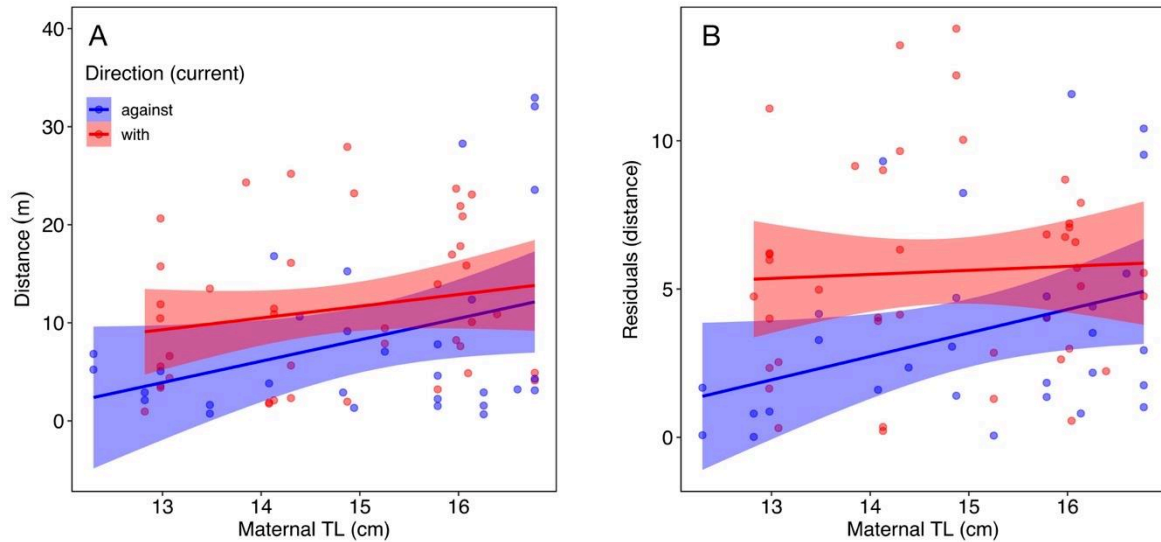 A
Direction (current)
against
with
40
30
20
10
0
Distance (m)
13 14 15 16
Maternal TL (cm)
B
10
5
0
Residuals (distance)
13 14 15 16
Maternal TL (cm)